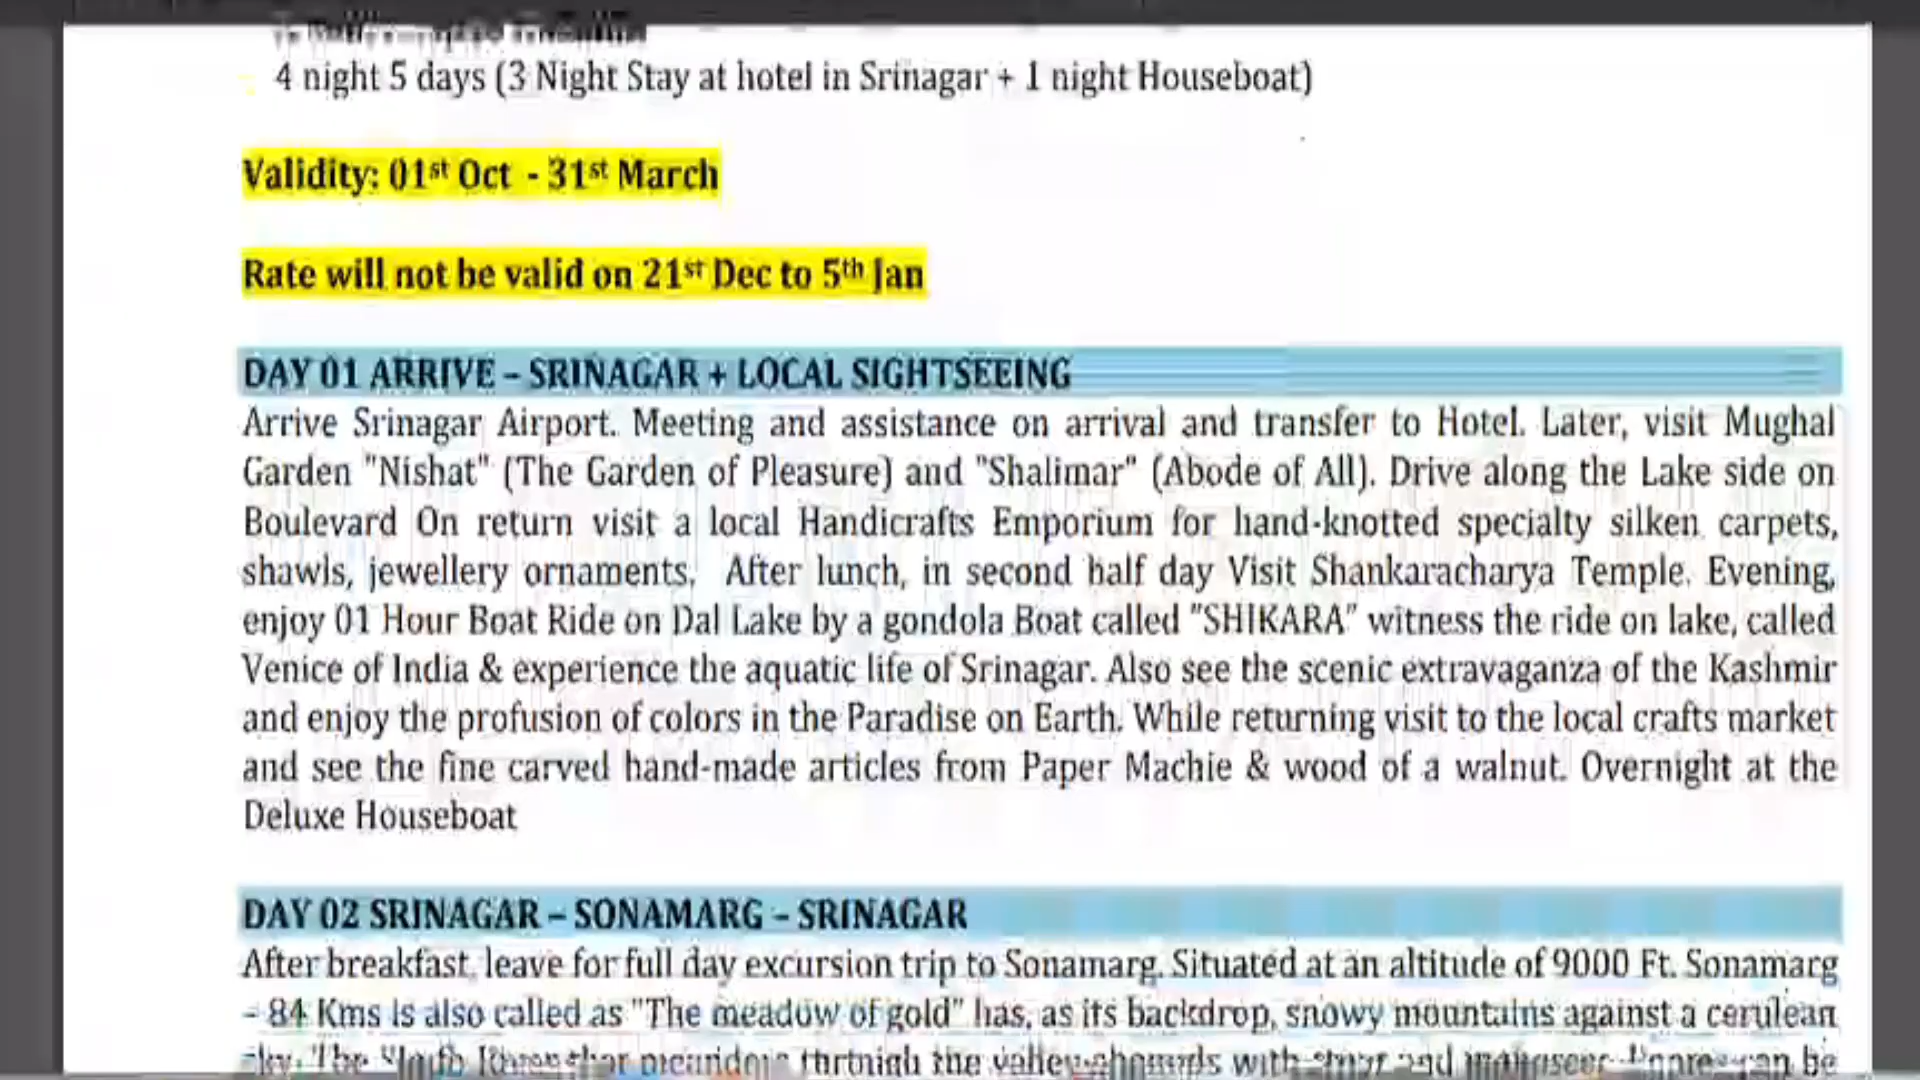 4 night 5 days (3 Night Stay at hotel in Srinagar + 1 night Houseboat)
Validity: 01st Oct - 31st March
Rate will not be valid on 21st Dec to 5th Jan
DAY 01 ARRIVE – SRINAGAR + LOCAL SIGHTSEEING
Arrive Srinagar Airport. Meeting and assistance on arrival and transfer to Hotel. Later, visit Mughal
Garden "Nishat" (The Garden of Pleasure) and "Shalimar" (Abode of All). Drive along the Lake side on
Boulevard On return visit a local Handicrafts Emporium for hand-knotted specialty silken carpets,
shawls, jewellery ornaments. After lunch, in second half day Visit Shankaracharya Temple. Evening,
enjoy 01 Hour Boat Ride on Dal Lake by a gondola Boat called "SHIKARA" witness the ride on lake, called
Venice of India & experience the aquatic life of Srinagar. Also see the scenic extravaganza of the Kashmir
and enjoy the profusion of colors in the Paradise on Earth. While returning visit to the local crafts market
and see the fine carved hand-made articles from Paper Machie & wood of a walnut. Overnight at the
Deluxe Houseboat
DAY 02 SRINAGAR – SONAMARG – SRINAGAR
After breakfast, leave for full day excursion trip to Sonamarg. Situated at an altitude of 9000 Ft. Sonamarg
– 84 Kms is also called as "The meadow of gold" has, as its backdrop, snowy mountains against a cerulean
sky. The through the valley abounds with and can be